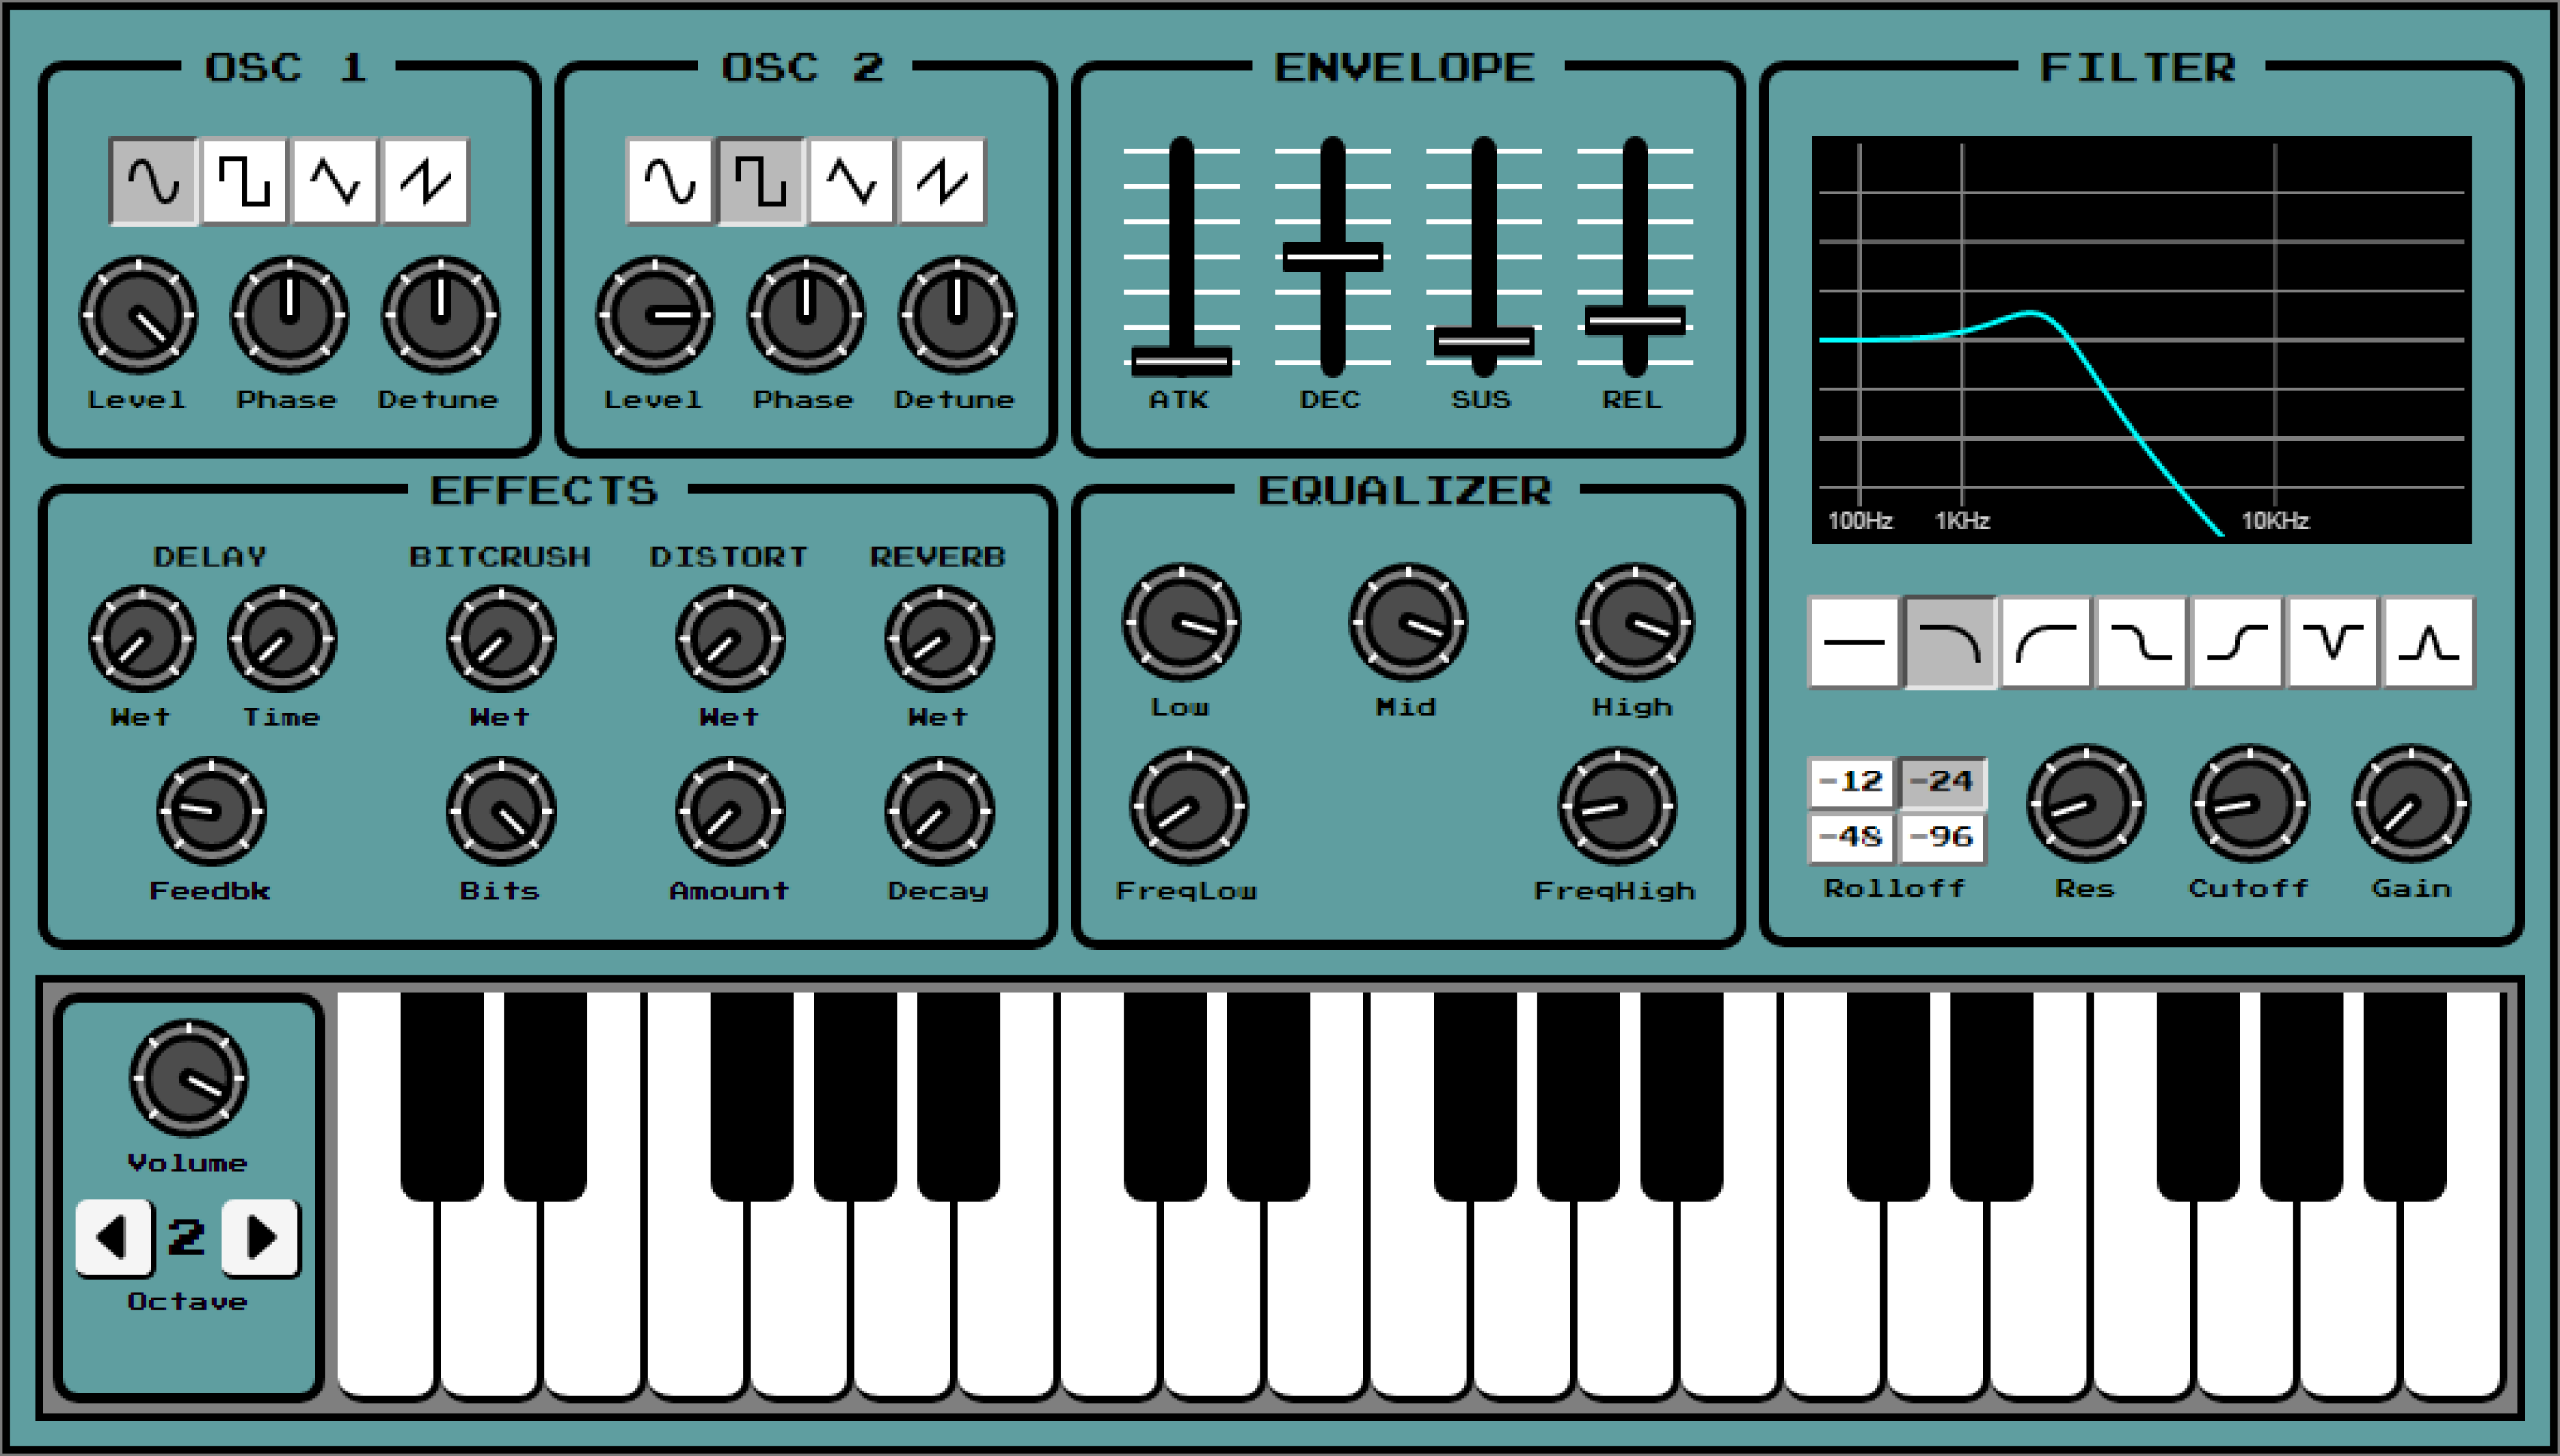 OSC 1
OSC 2
ENVELOPE
FILTER
Level Phase Detune
Level Phase Detune
ATK DEC SUS REL
100Hz 1KHz 10KHz
EFFECTS
EQUALIZER
DELAY BITCRUSH DISTORT REVERB
Wet Time Wet Wet Wet
Feedbk Bits Amount Decay
Low Mid High
FreqLow FreqHigh
-12 -24
-48 -96
Rolloff Res Cutoff Gain
Volume
2
Octave